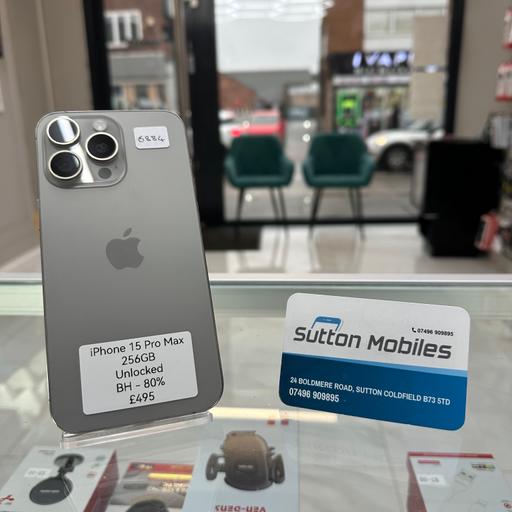 6884
iPhone 15 Pro Max
256GB
Unlocked
BH - 80%
£495
07496 909895
Sutton Mobiles
24 BOLDMERE ROAD, SUTTON COLDFIELD B73 5TD
07496 909895